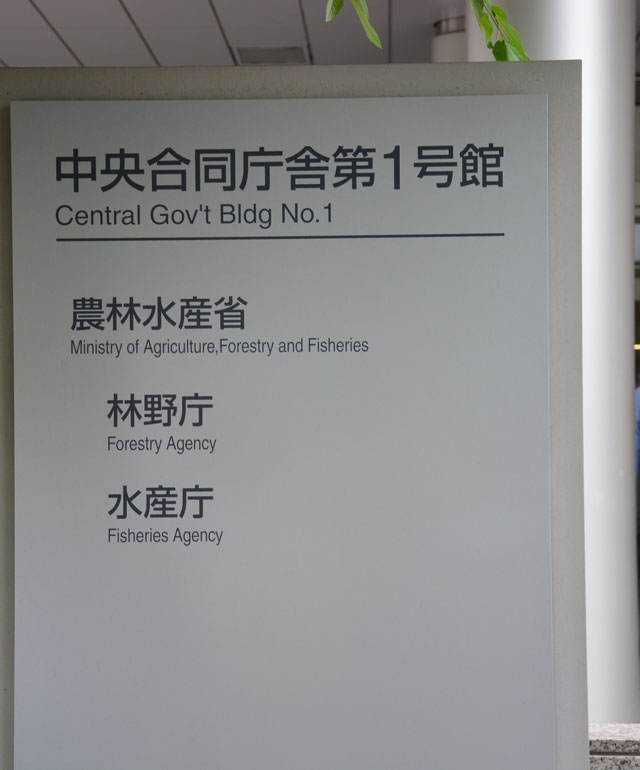 中央合同庁舎第1号館
Central Gov't Bldg No.1
農林水産省
Ministry of Agriculture,Forestry and Fisheries
林野庁
Forestry Agency
水産庁
Fisheries Agency